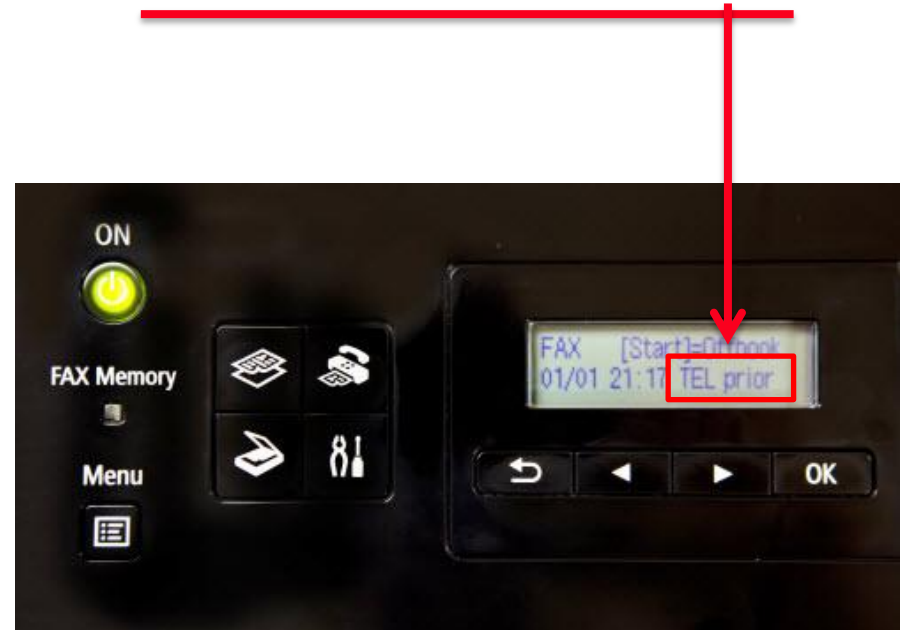 ON
FAX Memory
Menu
FAX [Start]=Offhook
01/01 21:17 TEL prior
OK